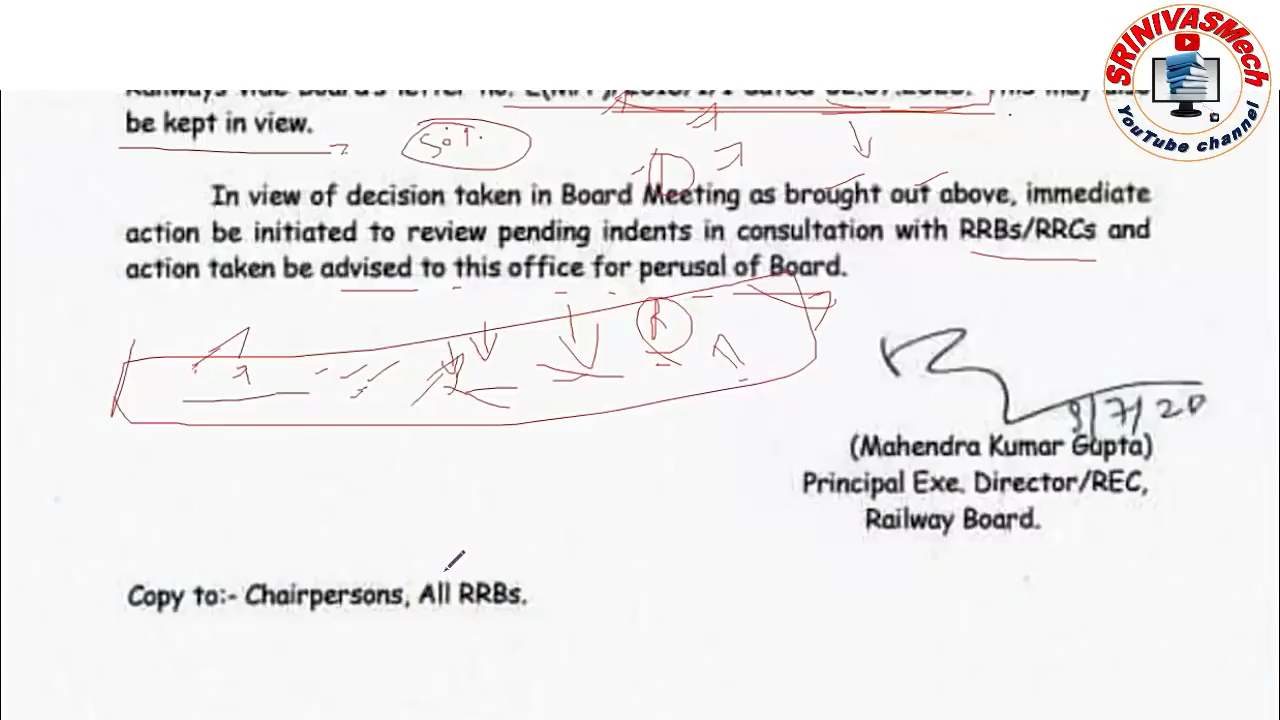 be kept in view.
In view of decision taken in Board Meeting as brought out above, immediate
action be initiated to review pending indents in consultation with RRBs/RRCs and
action taken be advised to this office for perusal of Board.
R
8/7/20
(Mahendra Kumar Gupta)
Principal Exe. Director/REC,
Railway Board.
Copy to:- Chairpersons, All RRBs.
SRINIVASMech
YouTube channel